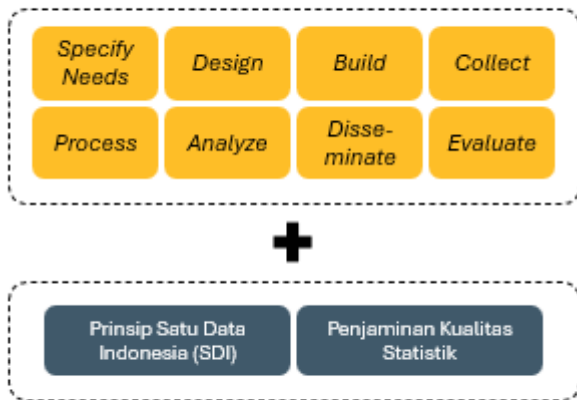 Specify
Needs
Design
Build
Collect
Process
Analyze
Disse-
minate
Evaluate
Prinsip Satu Data
Indonesia (SDI)
Penjaminan Kualitas
Statistik